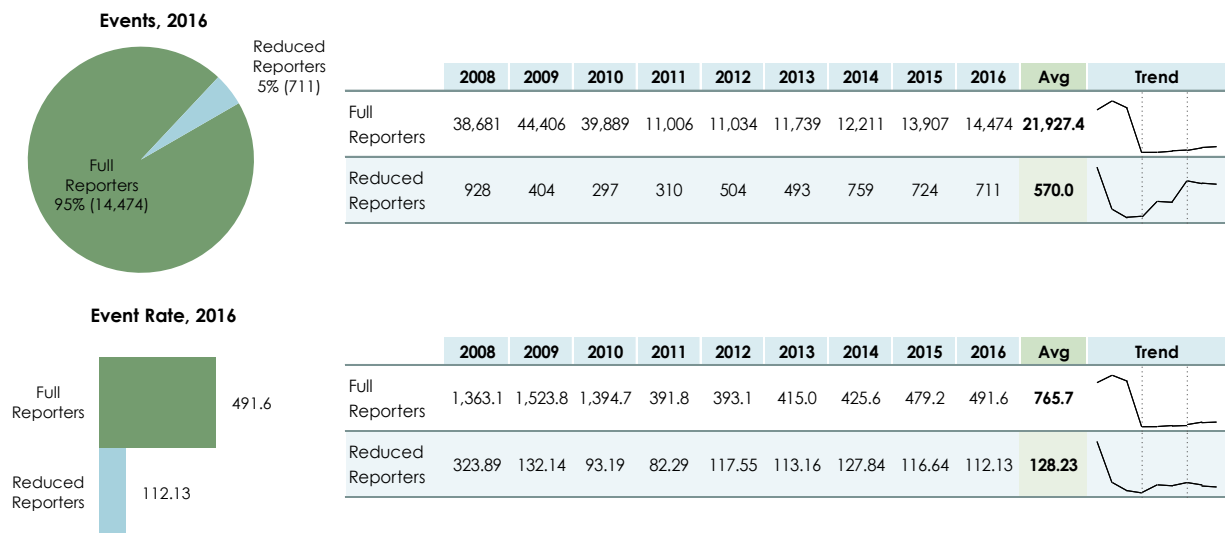 Events, 2016
Reduced
Reporters
5% (711)
Full
Reporters
95% (14,474)
2008 2009 2010 2011 2012 2013 2014 2015 2016 Avg Trend
Full
Reporters
38,681 44,406 39,889 11,006 11,034 11,739 12,211 13,907 14,474 21,927.4
Reduced
Reporters
928 404 297 310 504 493 759 724 711 570.0
Event Rate, 2016
Full
Reporters
491.6
Reduced
Reporters
112.13
2008 2009 2010 2011 2012 2013 2014 2015 2016 Avg Trend
Full
Reporters
1,363.1 1,523.8 1,394.7 391.8 393.1 415.0 425.6 479.2 491.6 765.7
Reduced
Reporters
323.89 132.14 93.19 82.29 117.55 113.16 127.84 116.64 112.13 128.23